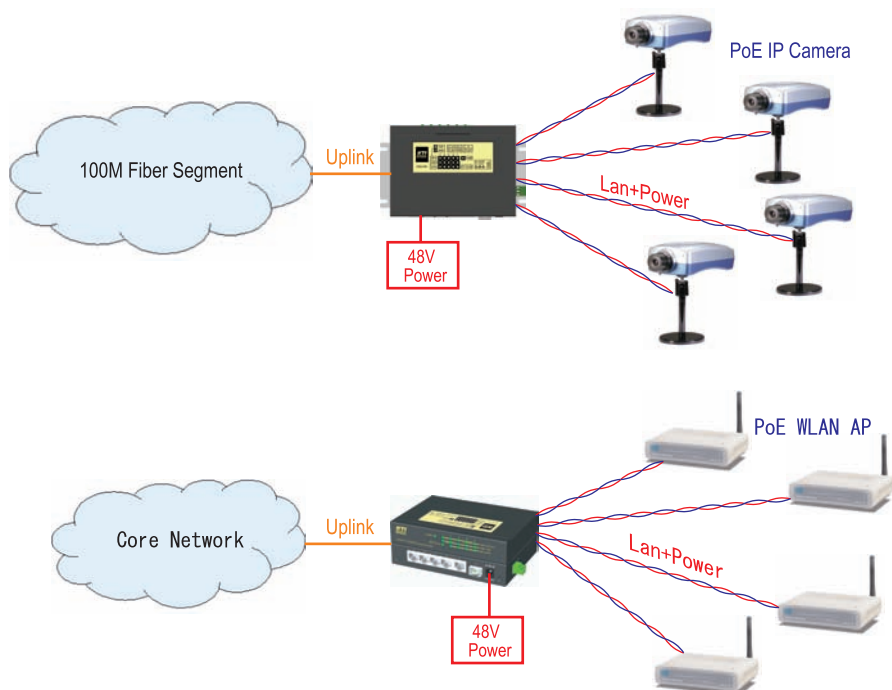 PoE IP Camera
100M Fiber Segment
Uplink
Lan+Power
48V
Power
PoE WLAN AP
Core Network
Uplink
Lan+Power
48V
Power